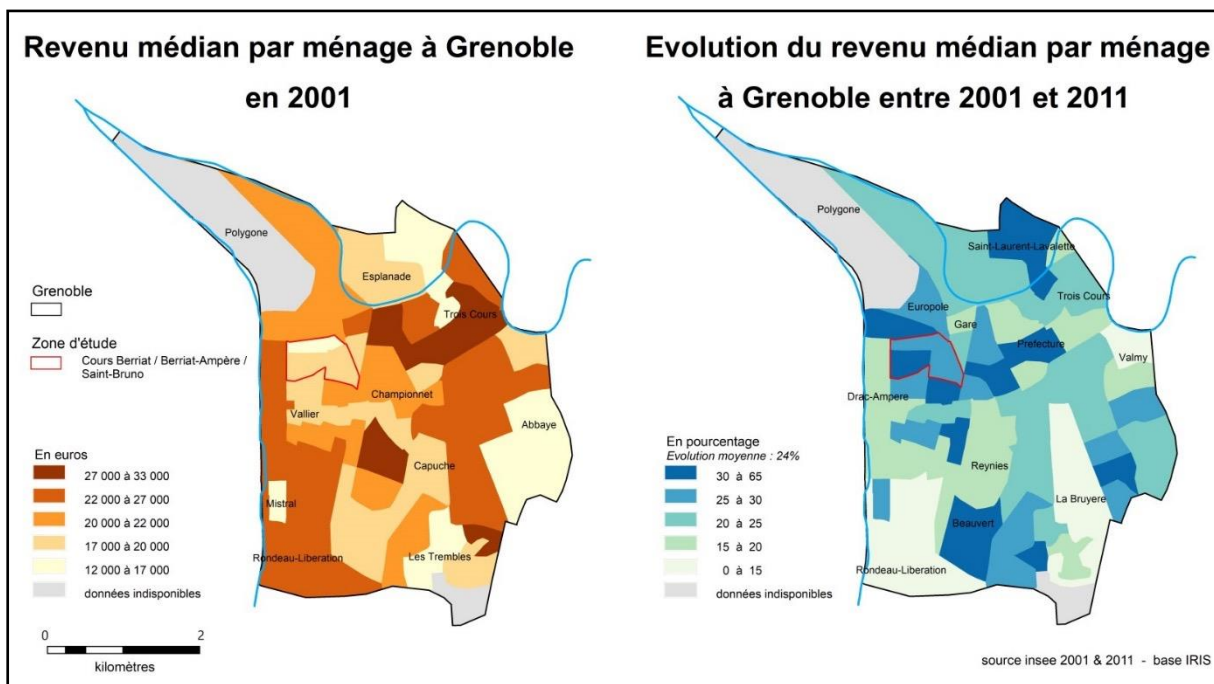 Revenu médian par ménage à Grenoble
en 2001
Polygone
Esplanade
Trois Cours
Grenoble
Zone d'étude
Cours Berriat / Berriat-Ampère /
Saint-Bruno
Championnet
Vallier
Abbaye
Capuche
Mistral
Rondeau-Liberation
Les Trembles
En euros
27 000 à 33 000
22 000 à 27 000
20 000 à 22 000
17 000 à 20 000
12 000 à 17 000
données indisponibles
0 2
kilomètres
Evolution du revenu médian par ménage
à Grenoble entre 2001 et 2011
Polygone
Saint-Laurent-Lavalette
Trois Cours
Europole
Gare
Prefecture
Valmy
Drac-Ampere
Reynies
La Bruyere
Beauvert
Rondeau-Liberation
En pourcentage
Evolution moyenne : 24%
30 à 65
25 à 30
20 à 25
15 à 20
0 à 15
données indisponibles
source insee 2001 & 2011 - base IRIS